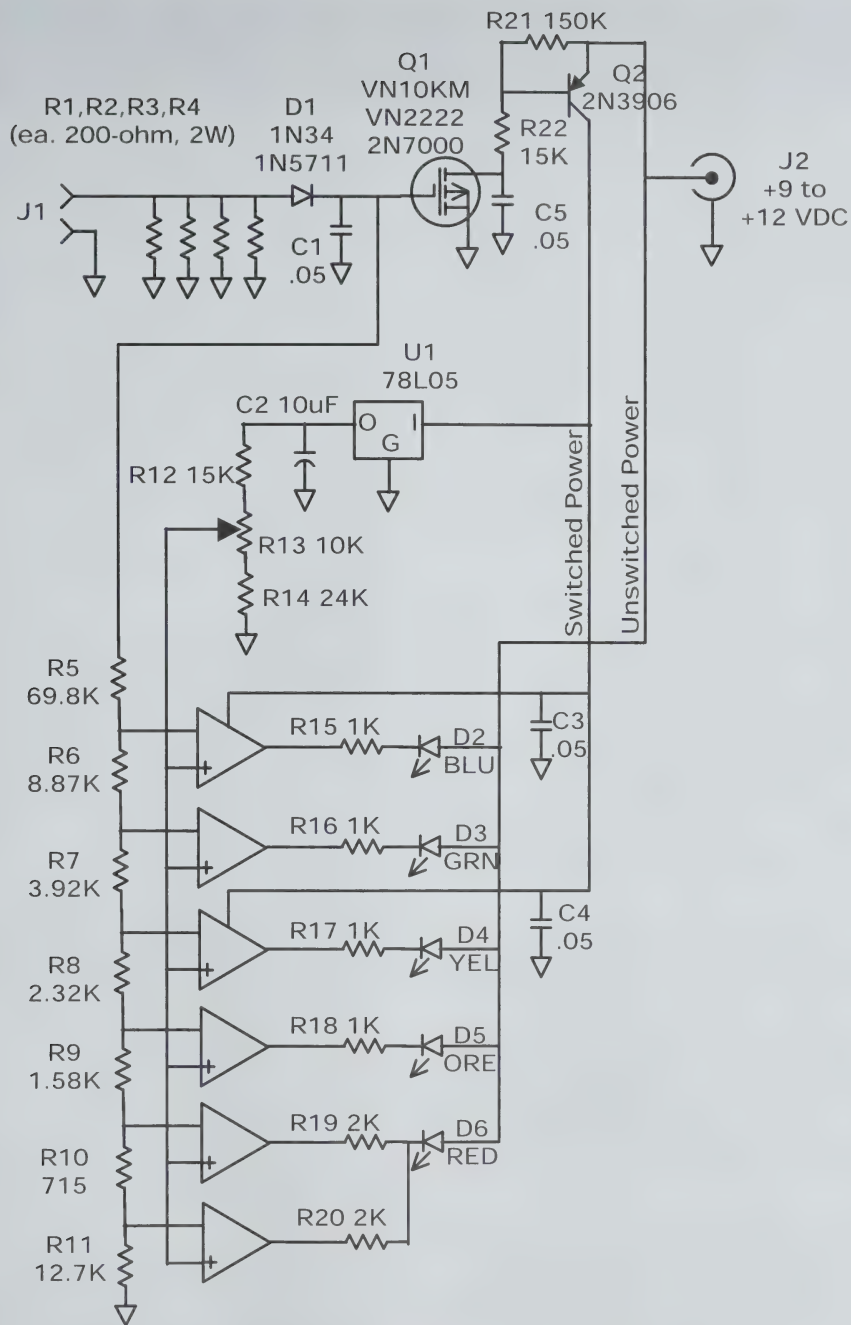 R21 150K
Q1
VN10KM
VN2222
2N7000
Q2
2N3906
R1,R2,R3,R4
(ea. 200-ohm, 2W)
D1
1N34
1N5711
R22
15K
J2
+9 to
+12 VDC
J1
C1
.05
C5
.05
U1
78L05
C2 10uF
O
I
G
R12 15K
R13 10K
R14 24K
Switched Power
Unswitched Power
R5
69.8K
R6
8.87K
R7
3.92K
R8
2.32K
R9
1.58K
R10
715
R11
12.7K
+
R15 1K
D2
BLU
C3
.05
+
R16 1K
D3
GRN
+
R17 1K
D4
YEL
C4
.05
+
R18 1K
D5
ORE
+
R19 2K
D6
RED
+
R20 2K